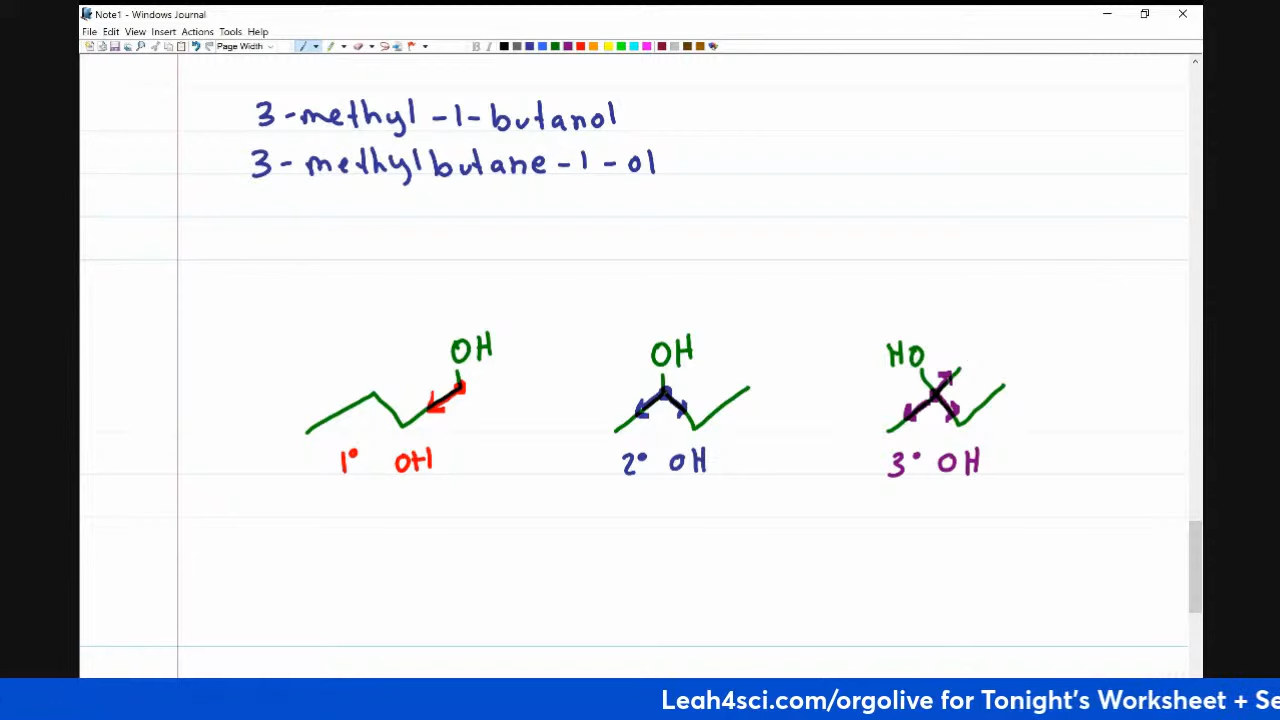 Note1 - Windows Journal
File Edit View Insert Actions Tools Help
Page Width
B I
3-methyl-1-butanol
3-methylbutane-1-ol
OH OH HO
1° OH 2° OH 3° OH
Leah4sci.com/orgolive for Tonight's Worksheet + Se